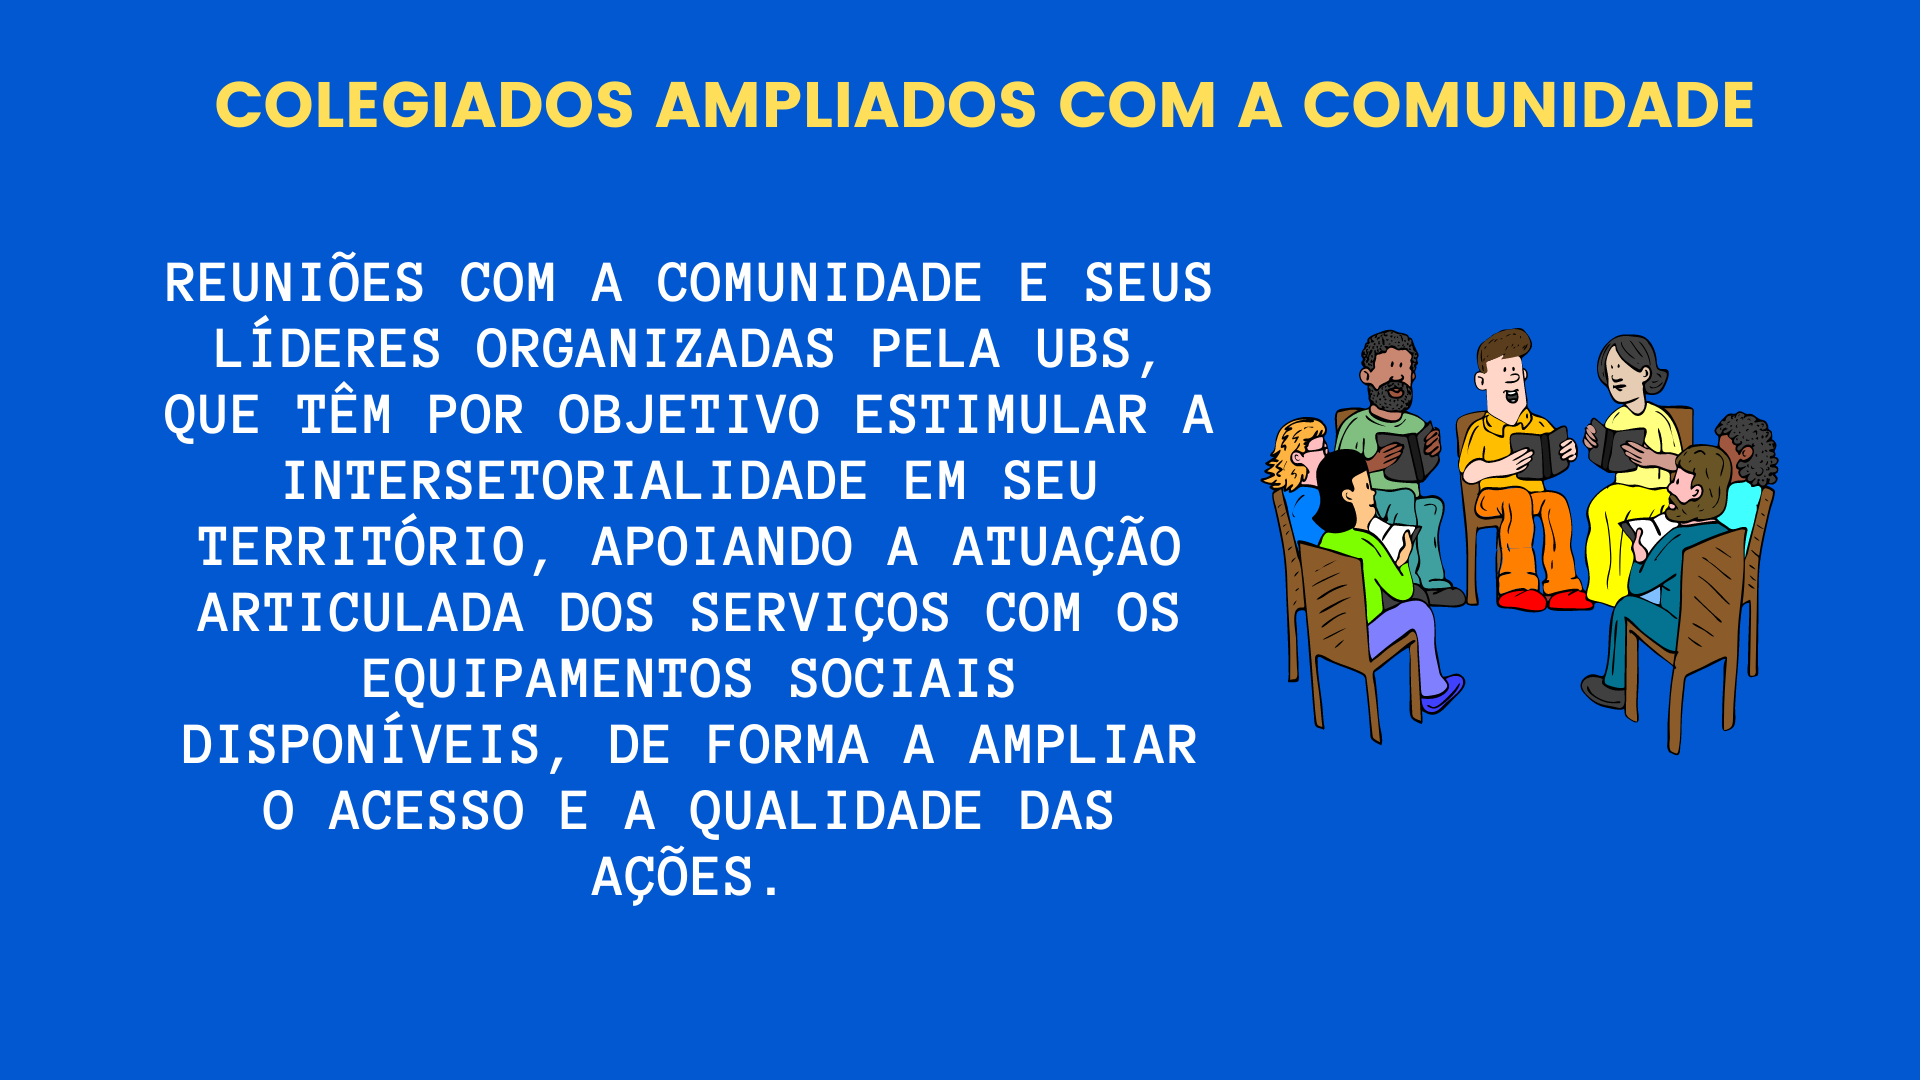 COLEGIADOS AMPLIADOS COM A COMUNIDADE
REUNIÕES COM A COMUNIDADE E SEUS
LÍDERES ORGANIZADAS PELA UBS,
QUE TÊM POR OBJETIVO ESTIMULAR A
INTERSETORIALIDADE EM SEU
TERRITÓRIO, APOIANDO A ATUAÇÃO
ARTICULADA DOS SERVIÇOS COM OS
EQUIPAMENTOS SOCIAIS
DISPONÍVEIS, DE FORMA A AMPLIAR
O ACESSO E A QUALIDADE DAS
AÇÕES.